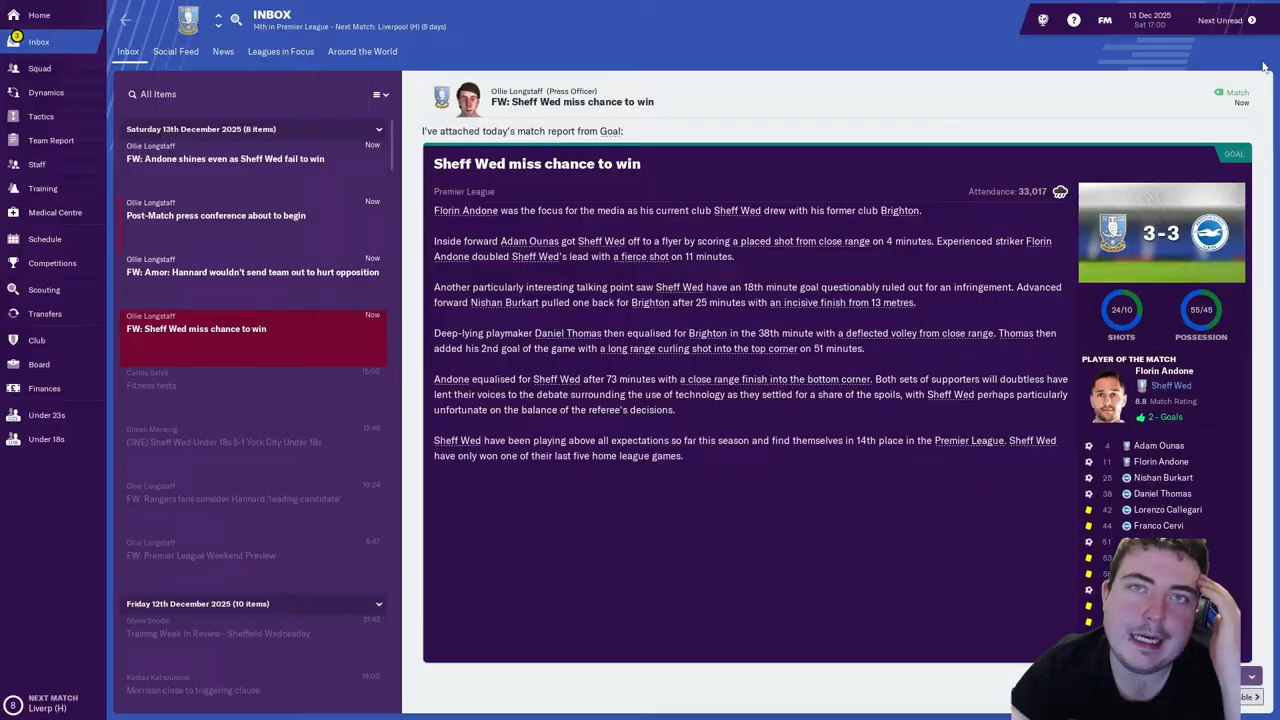 Home
3
Inbox
Squad
Dynamics
Tactics
Team Report
Staff
Training
Medical Centre
Schedule
Competitions
Scouting
Transfers
Club
Board
Finances
Under 23s
Under 18s
8
NEXT MATCH
Liverp (H)
INBOX
14th in Premier League - Next Match: Liverpool (H) (8 days)
?
FM
13 Dec 2025
Sat 17:00
Next Unread
Inbox
Social Feed
News
Leagues in Focus
Around the World
All Items
Saturday 13th December 2025 (8 items)
Ollie Longstaff
Now
FW: Andone shines even as Sheff Wed fail to win
Ollie Longstaff
Now
Post-Match press conference about to begin
Ollie Longstaff
Now
FW: Amor: Hannard wouldn't send team out to hurt opposition
Ollie Longstaff
Now
FW: Sheff Wed miss chance to win
Carlos Sales
15:00
Fitness tests
Simon Mensing
12:46
(3NE) Sheff Wed Under 18s 5-1 York City Under 18s
Ollie Longstaff
10:24
FW: Rangers fans consider Hannard 'leading candidate'
Ollie Longstaff
9:47
FW: Premier League Weekend Preview
Friday 12th December 2025 (10 items)
Glynn Snodin
21:43
Training Week In Review - Sheffield Wednesday
Kostas Katsouranis
19:00
Morrison close to triggering clause
Ollie Longstaff (Press Officer)
FW: Sheff Wed miss chance to win
Match
Now
I've attached today's match report from Goal:
Sheff Wed miss chance to win
GOAL
Premier League
Attendance: 33,017
Florin Andone was the focus for the media as his current club Sheff Wed drew with his former club Brighton.
Inside forward Adam Ounas got Sheff Wed off to a flyer by scoring a placed shot from close range on 4 minutes. Experienced striker Florin
Andone doubled Sheff Wed's lead with a fierce shot on 11 minutes.
Another particularly interesting talking point saw Sheff Wed have an 18th minute goal questionably ruled out for an infringement. Advanced
forward Nishan Burkart pulled one back for Brighton after 25 minutes with an incisive finish from 13 metres.
Deep-lying playmaker Daniel Thomas then equalised for Brighton in the 38th minute with a deflected volley from close range. Thomas then
added his 2nd goal of the game with a long range curling shot into the top corner on 51 minutes.
Andone equalised for Sheff Wed after 73 minutes with a close range finish into the bottom corner. Both sets of supporters will doubtless have
lent their voices to the debate surrounding the use of technology as they settled for a share of the spoils, with Sheff Wed perhaps particularly
unfortunate on the balance of the referee's decisions.
Sheff Wed have been playing above all expectations so far this season and find themselves in 14th place in the Premier League. Sheff Wed
have only won one of their last five home league games.
3-3
24/10
SHOTS
55/45
POSSESSION
PLAYER OF THE MATCH
Florin Andone
Sheff Wed
8.8 Match Rating
2 - Goals
4 Adam Ounas
11 Florin Andone
25 Nishan Burkart
38 Daniel Thomas
42 Lorenzo Callegari
44 Franco Cervi
51